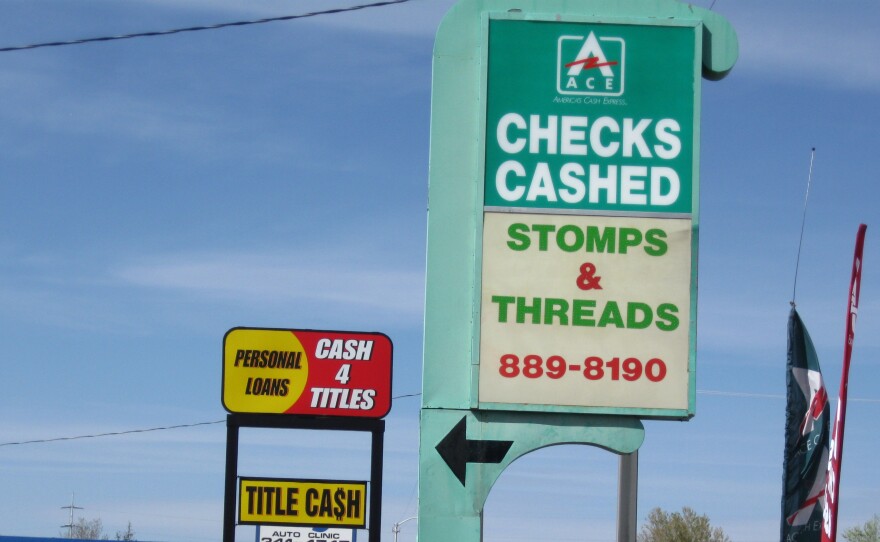 ACE
AMERICA'S CASH EXPRESS
CHECKS
CASHED
STOMPS
&
THREADS
889-8190
PERSONAL
LOANS
CASH
4
TITLES
TITLE CA$H
AUTO CLINIC